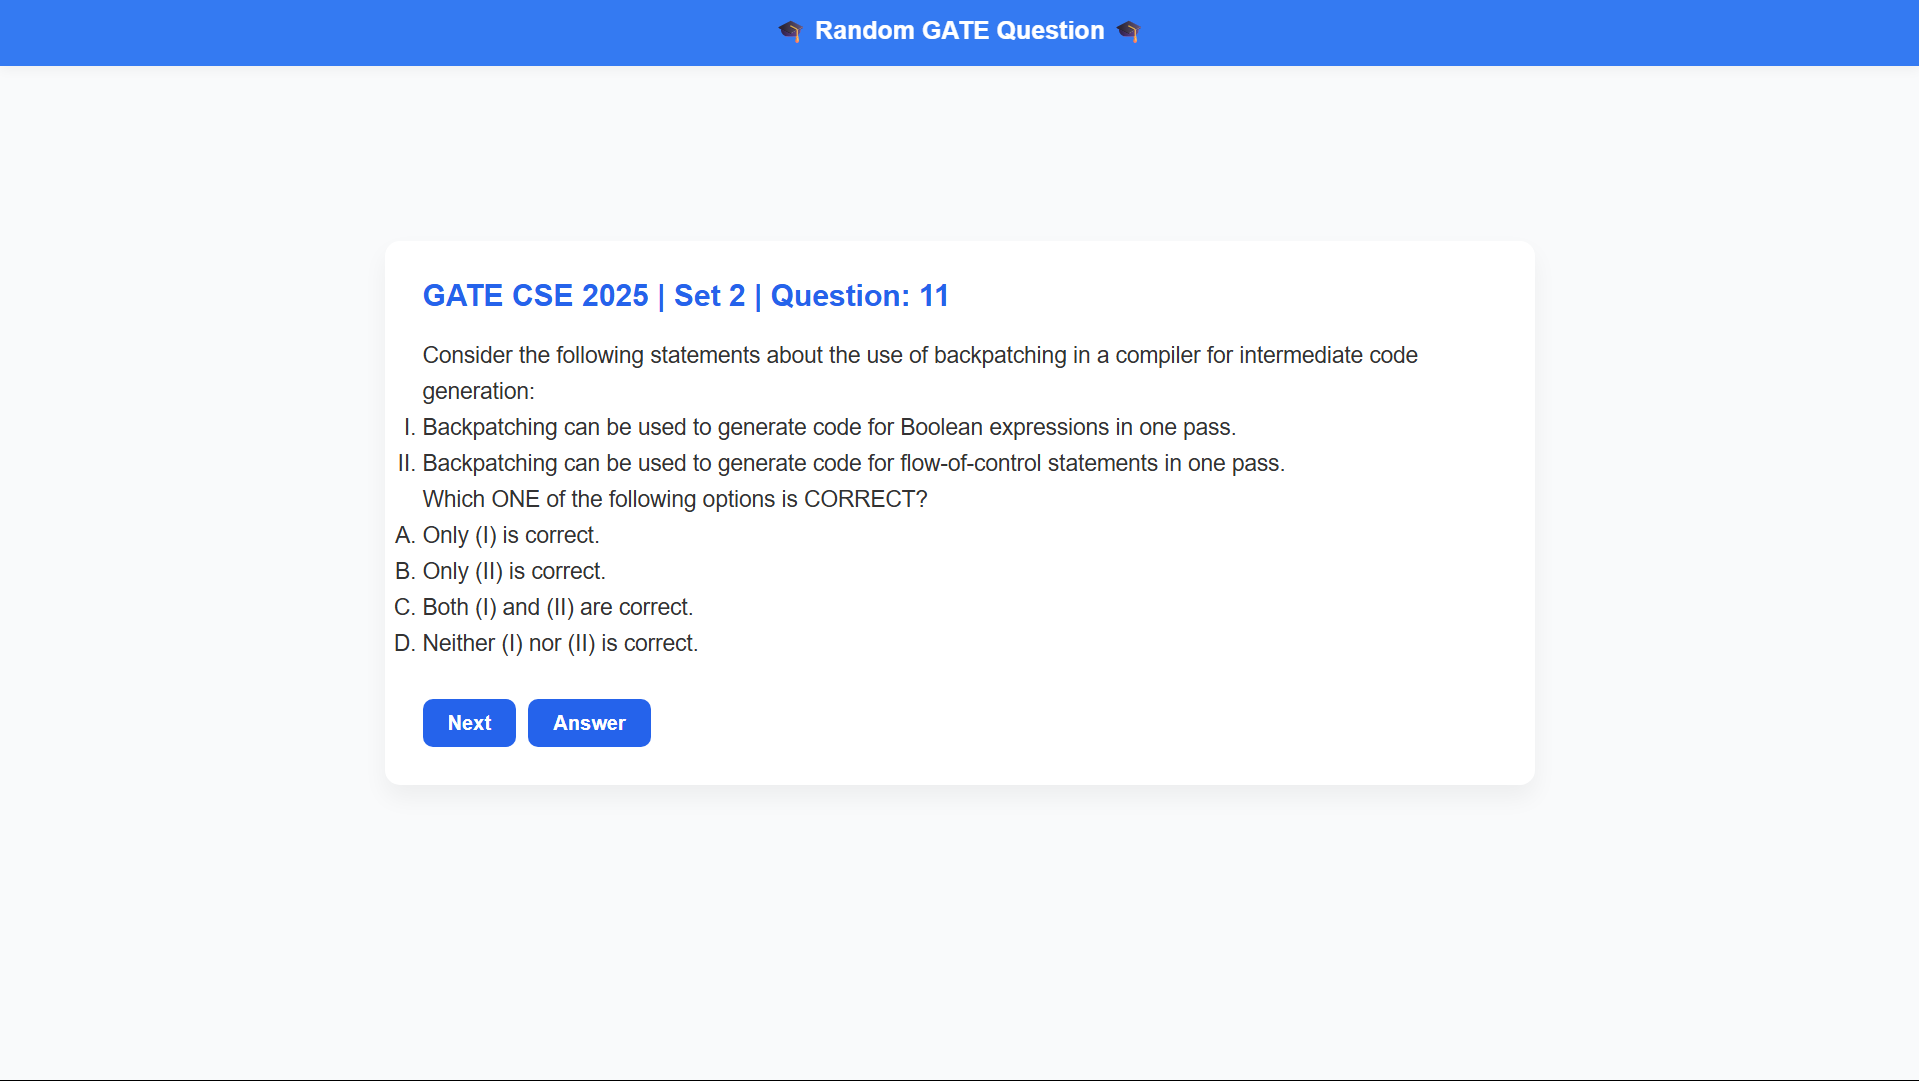 🎓 Random GATE Question 🎓
GATE CSE 2025 | Set 2 | Question: 11
Consider the following statements about the use of backpatching in a compiler for intermediate code
generation:
I. Backpatching can be used to generate code for Boolean expressions in one pass.
II. Backpatching can be used to generate code for flow-of-control statements in one pass.
Which ONE of the following options is CORRECT?
A. Only (I) is correct.
B. Only (II) is correct.
C. Both (I) and (II) are correct.
D. Neither (I) nor (II) is correct.
Next Answer